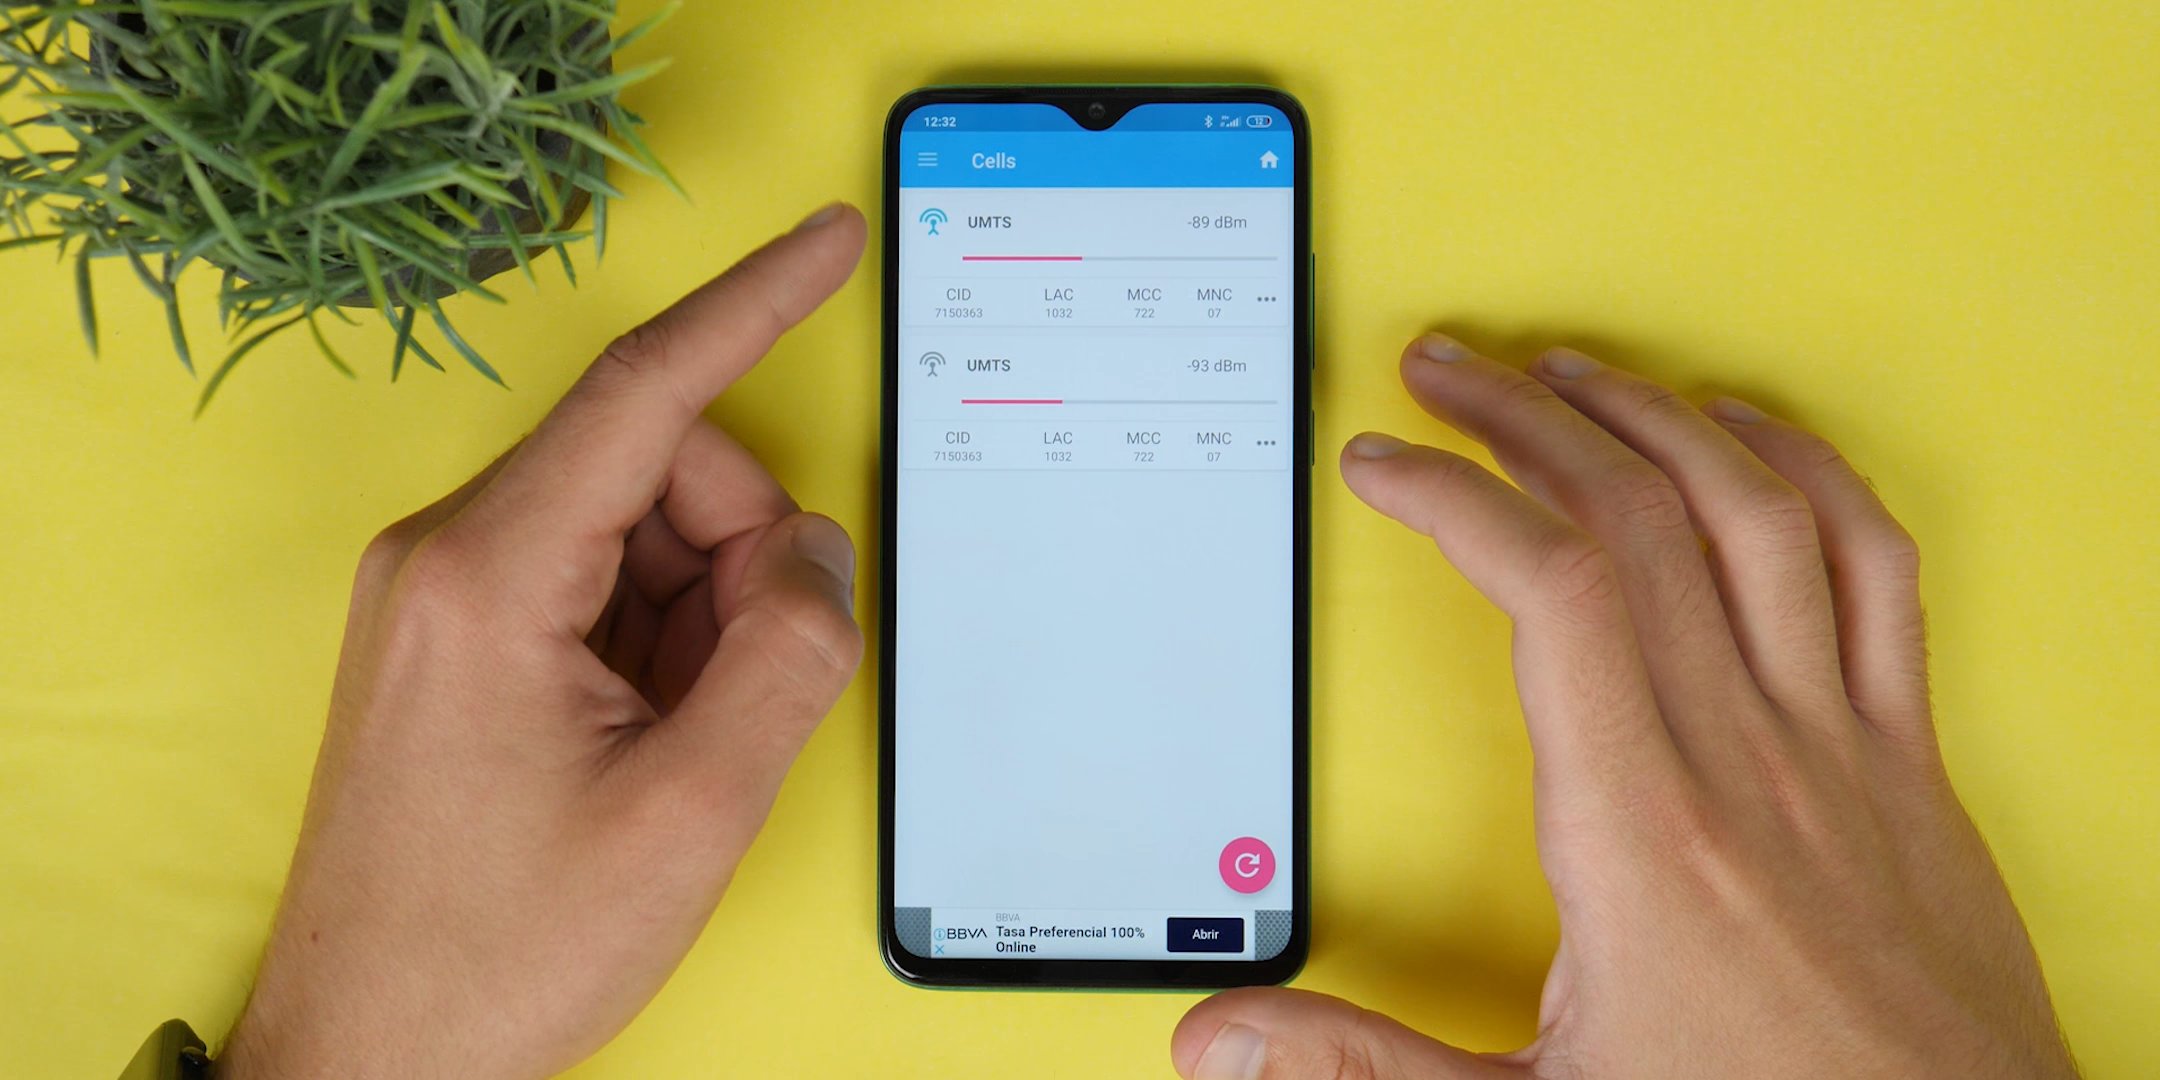 12:32
12
Cells
UMTS -89 dBm
CID LAC MCC MNC
7150363 1032 722 07
UMTS -93 dBm
CID LAC MCC MNC
7150363 1032 722 07
BBVA
BBVA Tasa Preferencial 100%
Online
Abrir